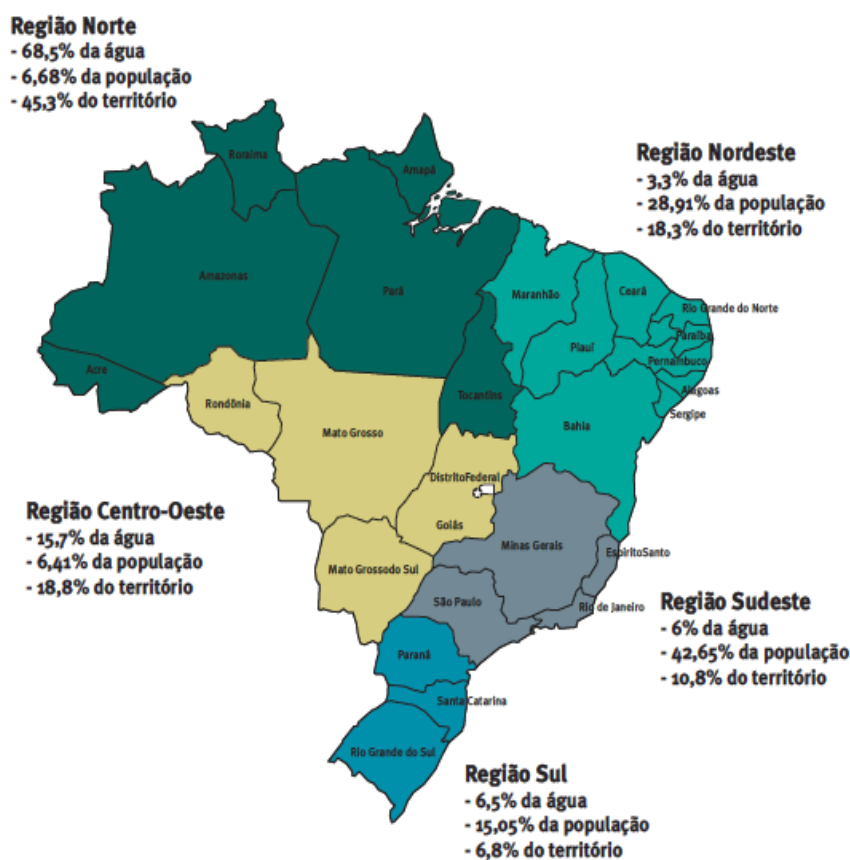 Região Norte
- 68,5% da água
- 6,68% da população
- 45,3% do território
Região Nordeste
- 3,3% da água
- 28,91% da população
- 18,3% do território
Roraima
Amapá
Amazonas
Pará
Maranhão
Ceará
Rio Grande do Norte
Paraíba
Piauí
Pernambuco
Acre
Alagoas
Tocantins
Rondônia
Sergipe
Bahia
Mato Grosso
DistritoFederal
Goiás
Região Centro-Oeste
- 15,7% da água
- 6,41% da população
- 18,8% do território
Minas Gerais
EspiritoSanto
Mato Grossodo Sul
São Paulo
Rio de Janeiro
Região Sudeste
- 6% da água
- 42,65% da população
- 10,8% do território
Paraná
Santa Catarina
Rio Grande do Sul
Região Sul
- 6,5% da água
- 15,05% da população
- 6,8% do território